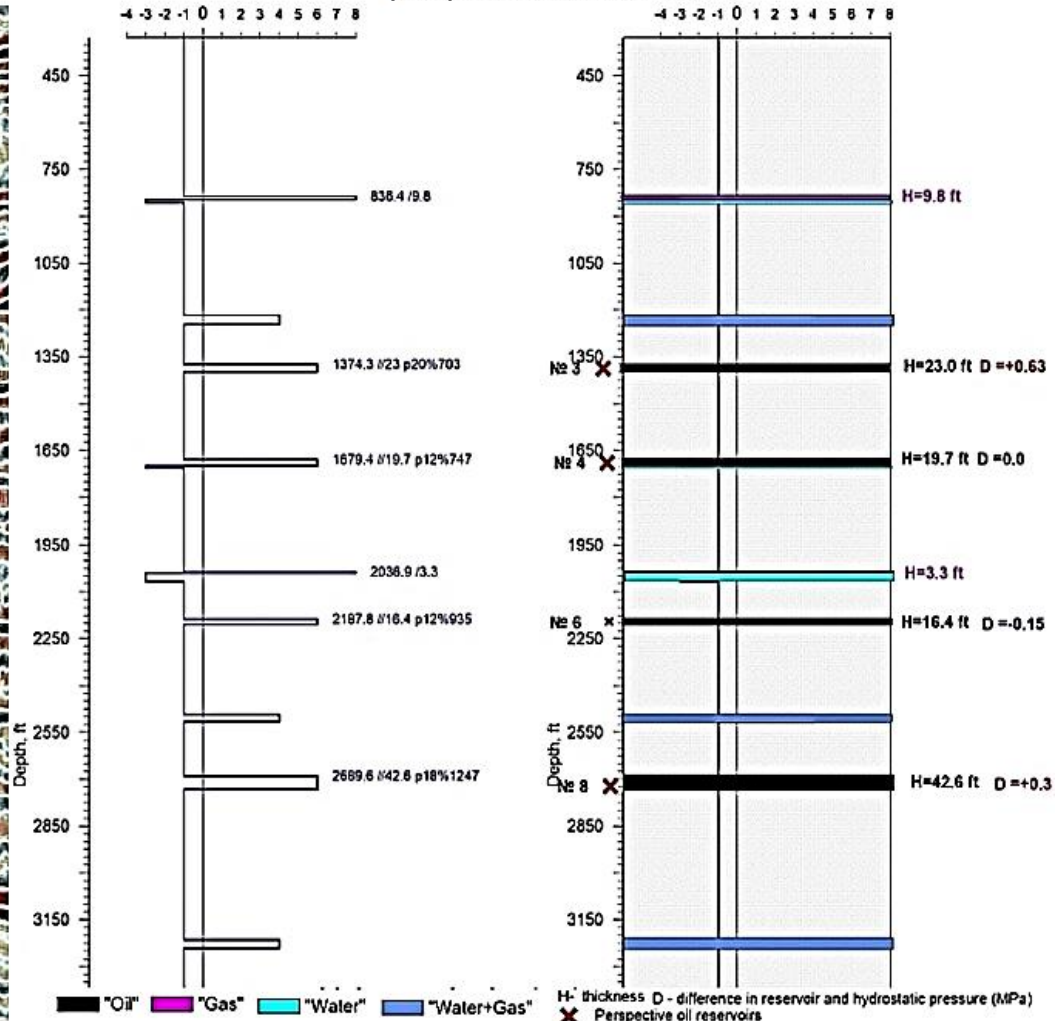 -4 -3 -2 -1 0 1 2 3 4 5 6 7 8
450
750
1050
1350
1650
1950
2250
2550
2850
3150
Depth, ft
836.4 /9.8
1374.3 //23 p20%703
1679.4 //19.7 p12%747
2036.9 /3.3
2187.8 //16.4 p12%935
2689.6 //42.6 p18%1247
-4 -3 -2 -1 0 1 2 3 4 5 6 7 8
450
750
1050
1350
1650
1950
2250
2550
2850
3150
Depth, ft
№ 3
№ 4
№ 6
№ 8
H=9.8 ft
H=23.0 ft D =+0.63
H=19.7 ft D =0.0
H=3.3 ft
H=16.4 ft D =-0.15
H=42.6 ft D =+0.3
"Oil" "Gas" "Water" "Water+Gas"
H- thickness D - difference in reservoir and hydrostatic pressure (MPa)
Perspective oil reservoirs